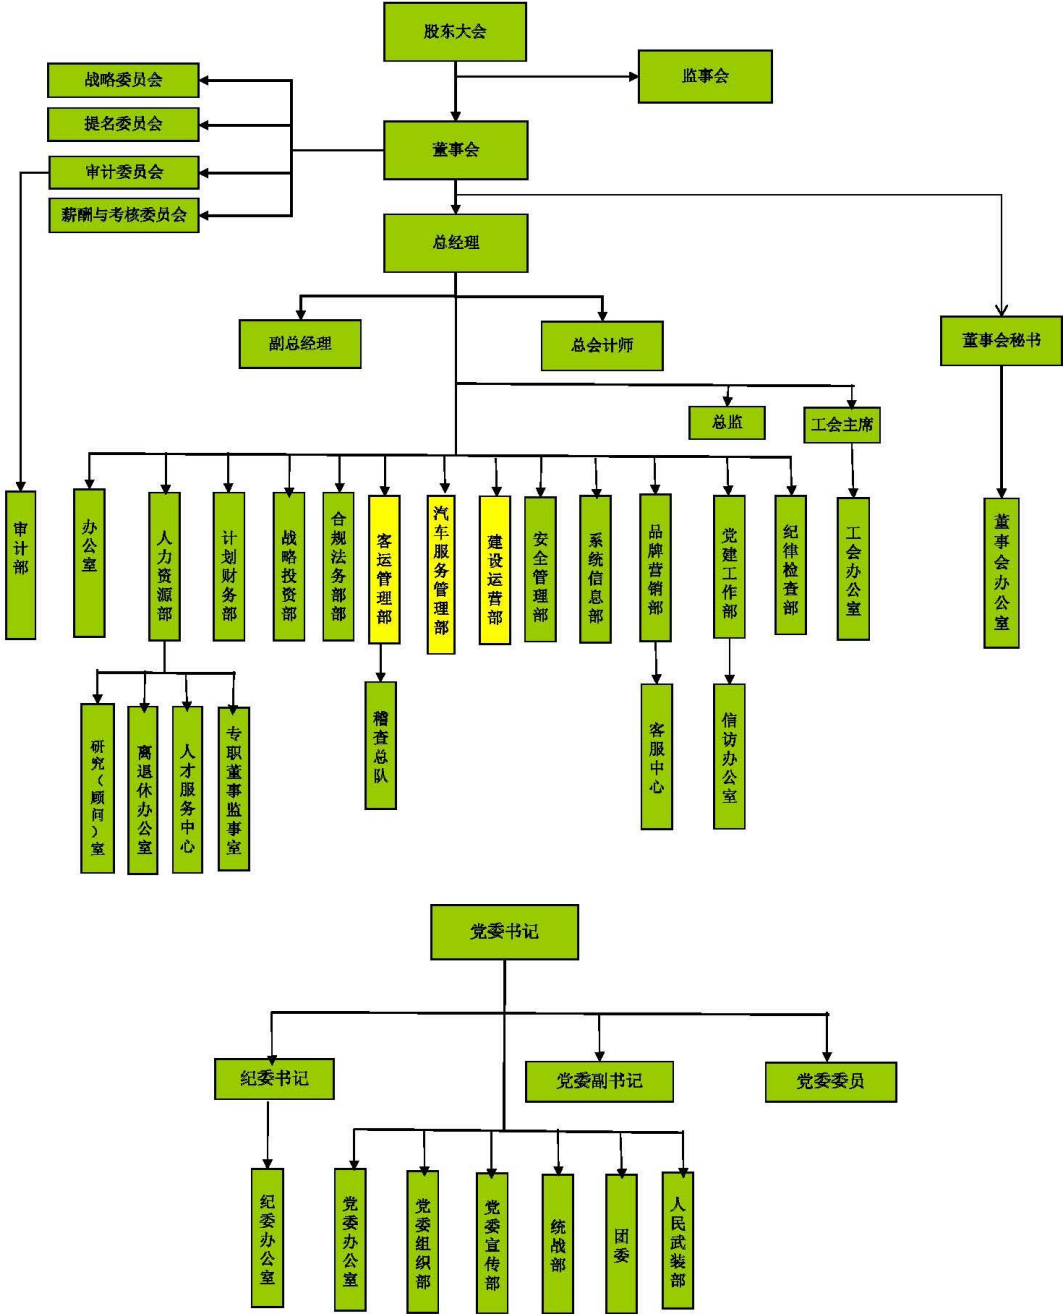 股东大会
监事会
战略委员会
提名委员会
董事会
审计委员会
薪酬与考核委员会
总经理
副总经理
总会计师
董事会秘书
总监
工会主席
审计部
办公室
人力资源部
计划财务部
战略投资部
合规法务部部
客运管理部
汽车服务管理部
建设运营部
安全管理部
系统信息部
品牌营销部
党建工作部
纪律检查部
工会办公室
董事会办公室
研究（顾问）室
离退休办公室
人才服务中心
专职董事监事室
稽查总队
客服中心
信访办公室
党委书记
纪委书记
党委副书记
党委委员
纪委办公室
党委办公室
党委组织部
党委宣传部
统战部
团委
人民武装部